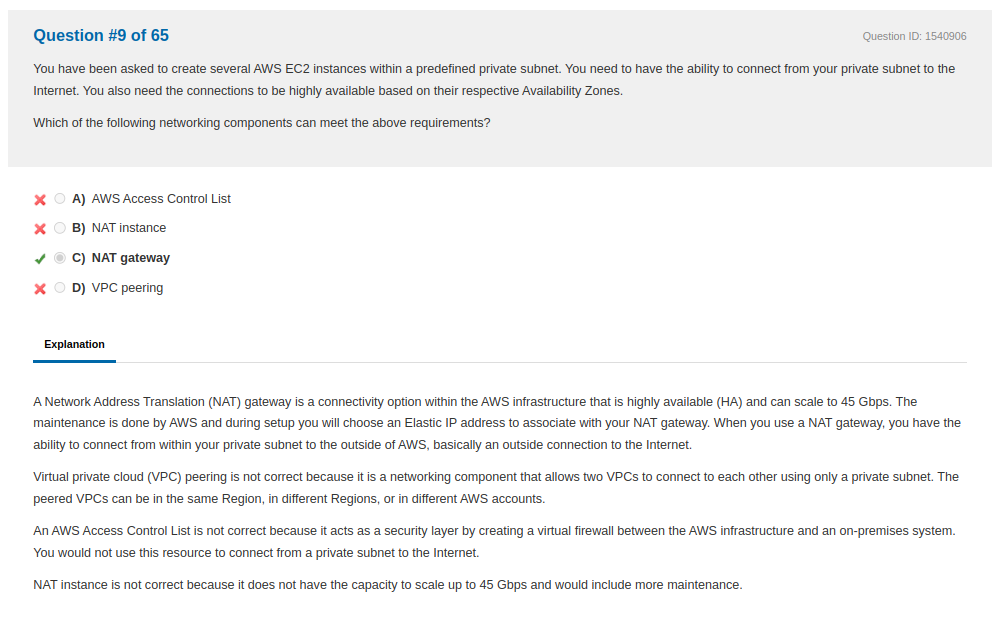 Question #9 of 65
Question ID: 1540906
You have been asked to create several AWS EC2 instances within a predefined private subnet. You need to have the ability to connect from your private subnet to the
Internet. You also need the connections to be highly available based on their respective Availability Zones.
Which of the following networking components can meet the above requirements?
A) AWS Access Control List
B) NAT instance
C) NAT gateway
D) VPC peering
Explanation
A Network Address Translation (NAT) gateway is a connectivity option within the AWS infrastructure that is highly available (HA) and can scale to 45 Gbps. The
maintenance is done by AWS and during setup you will choose an Elastic IP address to associate with your NAT gateway. When you use a NAT gateway, you have the
ability to connect from within your private subnet to the outside of AWS, basically an outside connection to the Internet.
Virtual private cloud (VPC) peering is not correct because it is a networking component that allows two VPCs to connect to each other using only a private subnet. The
peered VPCs can be in the same Region, in different Regions, or in different AWS accounts.
An AWS Access Control List is not correct because it acts as a security layer by creating a virtual firewall between the AWS infrastructure and an on-premises system.
You would not use this resource to connect from a private subnet to the Internet.
NAT instance is not correct because it does not have the capacity to scale up to 45 Gbps and would include more maintenance.